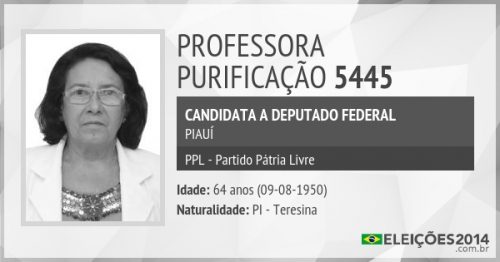 PROFESSORA
PURIFICAÇÃO 5445
CANDIDATA A DEPUTADO FEDERAL
PIAUÍ
PPL - Partido Pátria Livre
Idade: 64 anos (09-08-1950)
Naturalidade: PI - Teresina
ELEIÇÕES2014
.com.br